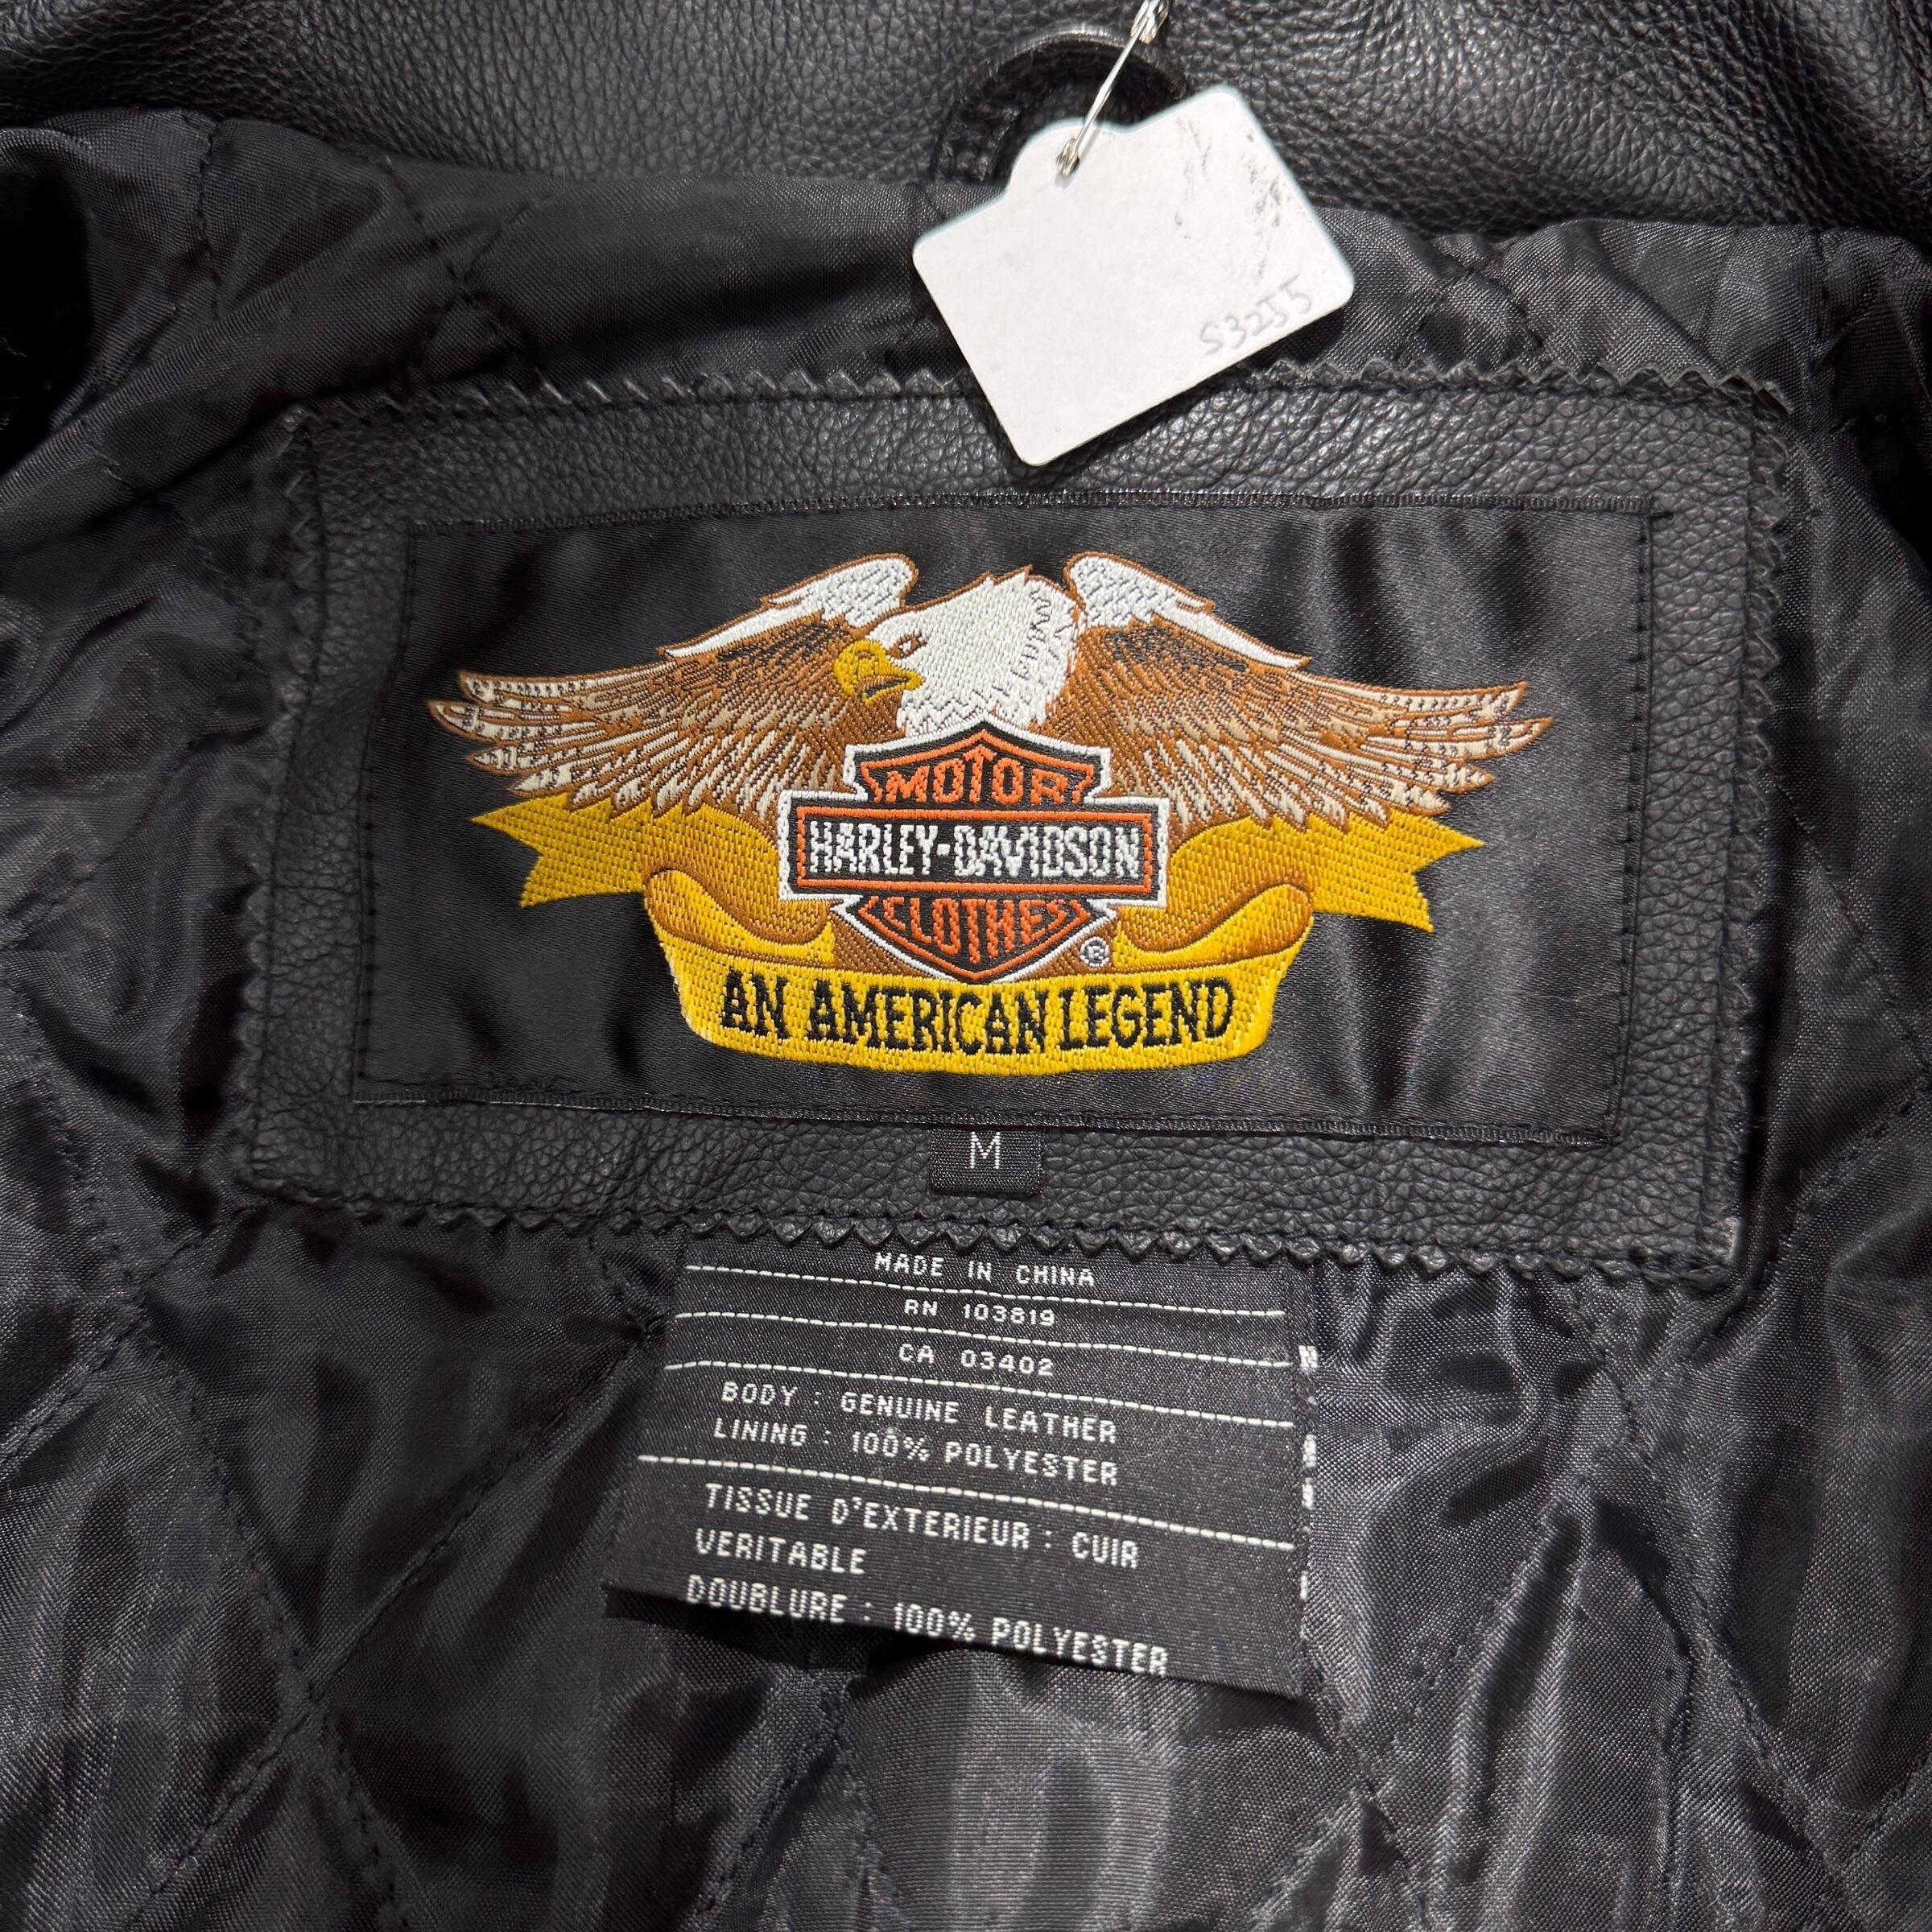 S32J5
MOTOR
HARLEY-DAVIDSON
CLOTHES
®
AN AMERICAN LEGEND
M
MADE IN CHINA
RN 103819
CA 03402
BODY : GENUINE LEATHER
LINING : 100% POLYESTER
TISSUE D'EXTERIEUR : CUIR
VERITABLE
DOUBLURE : 100% POLYESTER